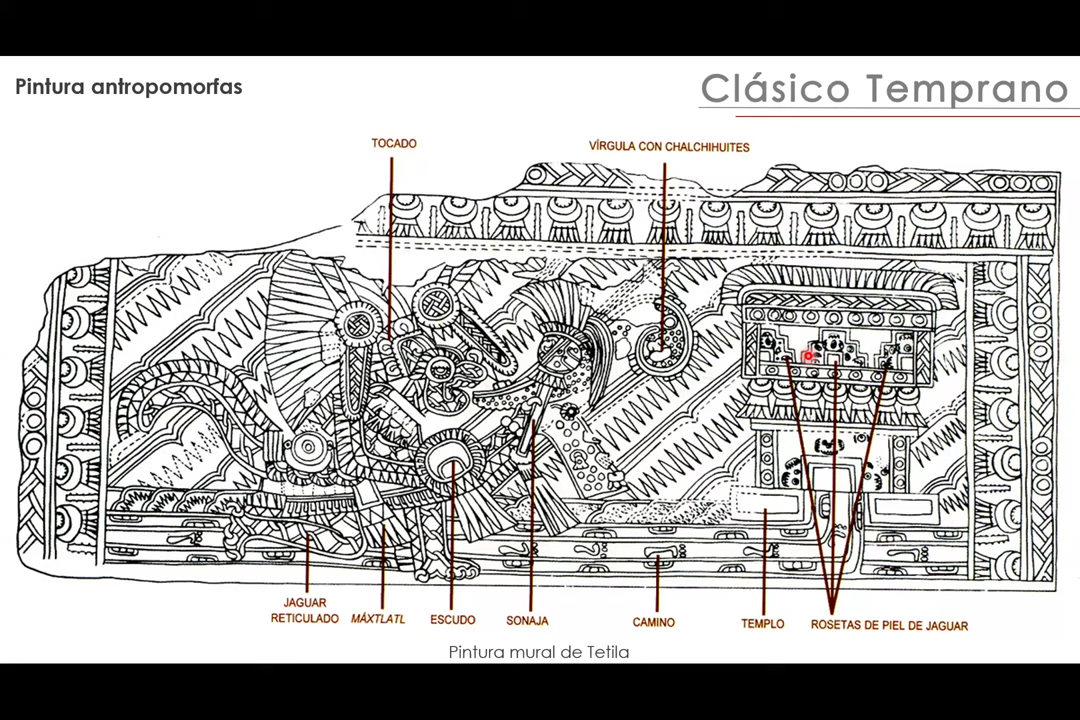 Pintura antropomorfas
Clásico Temprano
TOCADO
VÍRGULA CON CHALCHIHUITES
JAGUAR
RETICULADO
MÁXTLATL
ESCUDO
SONAJA
CAMINO
TEMPLO
ROSETAS DE PIEL DE JAGUAR
Pintura mural de Tetila